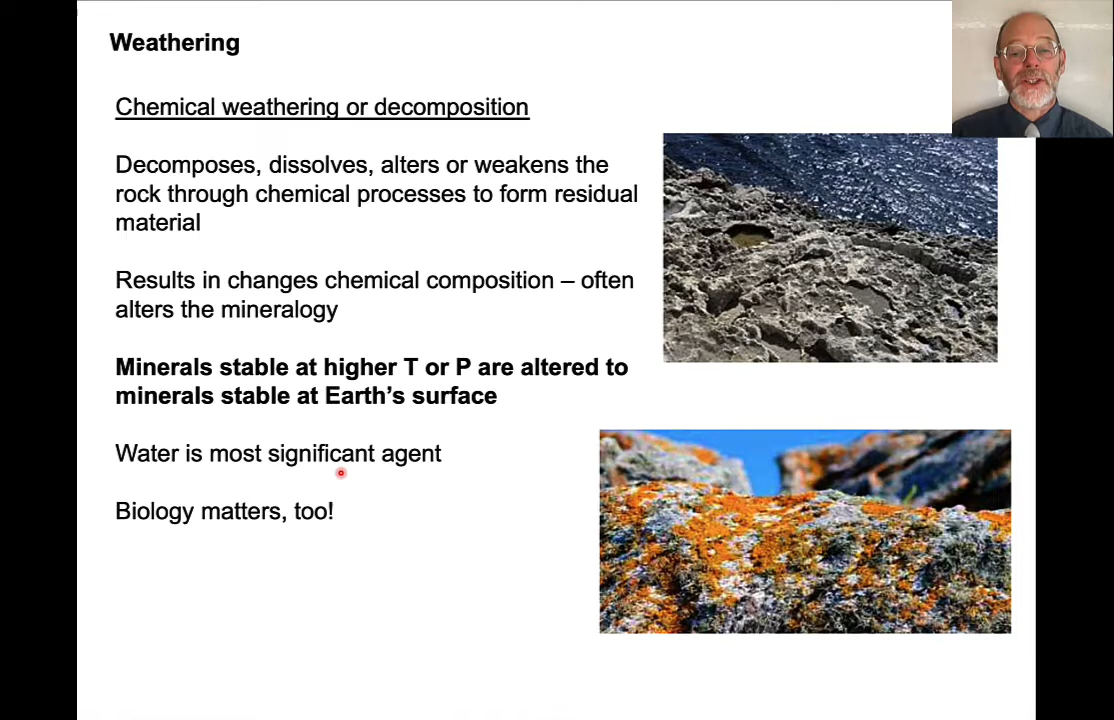 Weathering
Chemical weathering or decomposition
Decomposes, dissolves, alters or weakens the
rock through chemical processes to form residual
material
Results in changes chemical composition – often
alters the mineralogy
Minerals stable at higher T or P are altered to
minerals stable at Earth’s surface
Water is most significant agent
Biology matters, too!